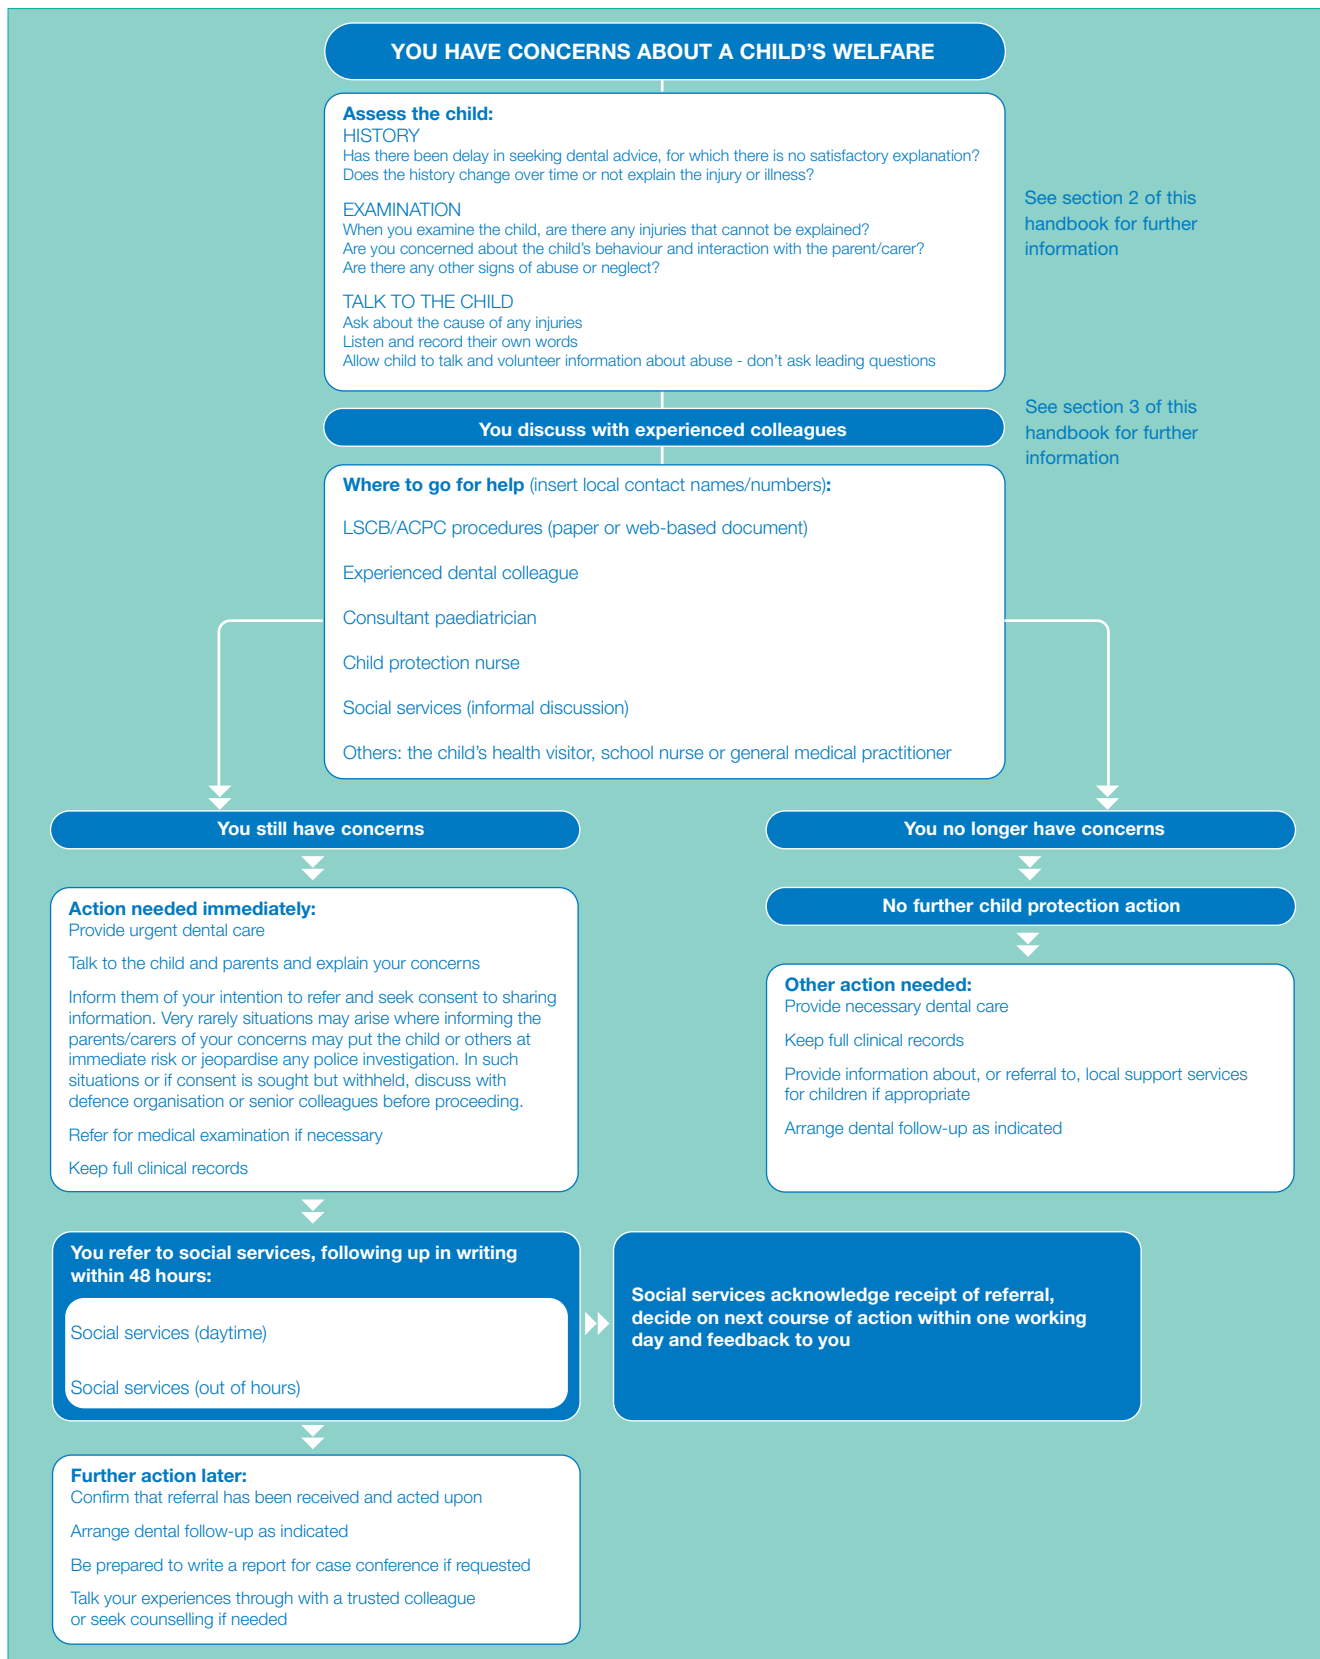 YOU HAVE CONCERNS ABOUT A CHILD’S WELFARE
Assess the child:
HISTORY
Has there been delay in seeking dental advice, for which there is no satisfactory explanation?
Does the history change over time or not explain the injury or illness?
EXAMINATION
When you examine the child, are there any injuries that cannot be explained?
Are you concerned about the child’s behaviour and interaction with the parent/carer?
Are there any other signs of abuse or neglect?
TALK TO THE CHILD
Ask about the cause of any injuries
Listen and record their own words
Allow child to talk and volunteer information about abuse - don’t ask leading questions
See section 2 of this
handbook for further
information
You discuss with experienced colleagues
See section 3 of this
handbook for further
information
Where to go for help (insert local contact names/numbers):
LSCB/ACPC procedures (paper or web-based document)
Experienced dental colleague
Consultant paediatrician
Child protection nurse
Social services (informal discussion)
Others: the child’s health visitor, school nurse or general medical practitioner
You still have concerns
Action needed immediately:
Provide urgent dental care
Talk to the child and parents and explain your concerns
Inform them of your intention to refer and seek consent to sharing
information. Very rarely situations may arise where informing the
parents/carers of your concerns may put the child or others at
immediate risk or jeopardise any police investigation. In such
situations or if consent is sought but withheld, discuss with
defence organisation or senior colleagues before proceeding.
Refer for medical examination if necessary
Keep full clinical records
You no longer have concerns
No further child protection action
Other action needed:
Provide necessary dental care
Keep full clinical records
Provide information about, or referral to, local support services
for children if appropriate
Arrange dental follow-up as indicated
You refer to social services, following up in writing
within 48 hours:
Social services (daytime)
Social services (out of hours)
Social services acknowledge receipt of referral,
decide on next course of action within one working
day and feedback to you
Further action later:
Confirm that referral has been received and acted upon
Arrange dental follow-up as indicated
Be prepared to write a report for case conference if requested
Talk your experiences through with a trusted colleague
or seek counselling if needed